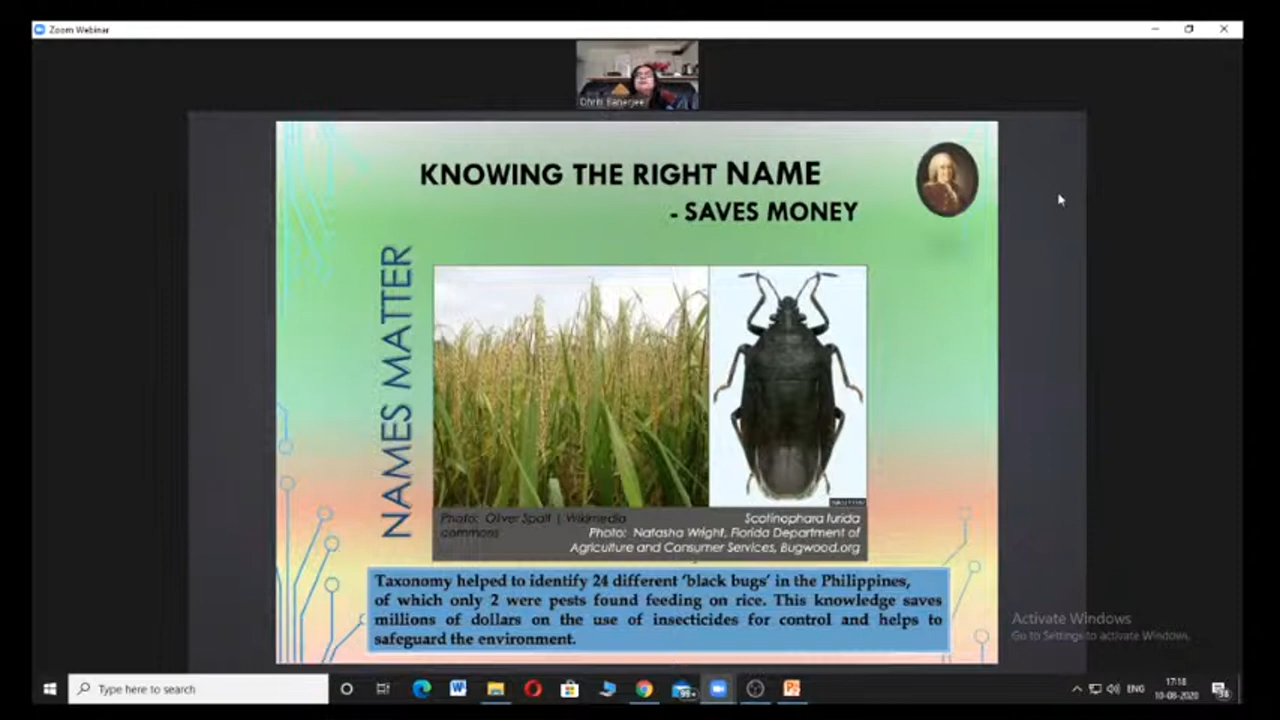 Zoom Webinar
Dhriti Banerjee
KNOWING THE RIGHT NAME
- SAVES MONEY
NAMES MATTER
Photo: Oliver Spalt | Wikimedia
commons
Scotinophara lurida
Photo: Natasha Wright, Florida Department of
Agriculture and Consumer Services, Bugwood.org
Taxonomy helped to identify 24 different 'black bugs' in the Philippines,
of which only 2 were pests found feeding on rice. This knowledge saves
millions of dollars on the use of insecticides for control and helps to
safeguard the environment.
Activate Windows
Go to Settings to activate Windows.
Type here to search
99+
ENG
17:18
10-08-2020
38